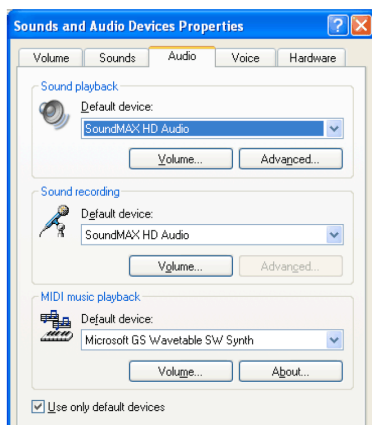 Sounds and Audio Devices Properties
Volume Sounds Audio Voice Hardware
Sound playback
Default device:
SoundMAX HD Audio
Volume... Advanced...
Sound recording
Default device:
SoundMAX HD Audio
Volume... Advanced...
MIDI music playback
Default device:
Microsoft GS Wavetable SW Synth
Volume... About...
Use only default devices